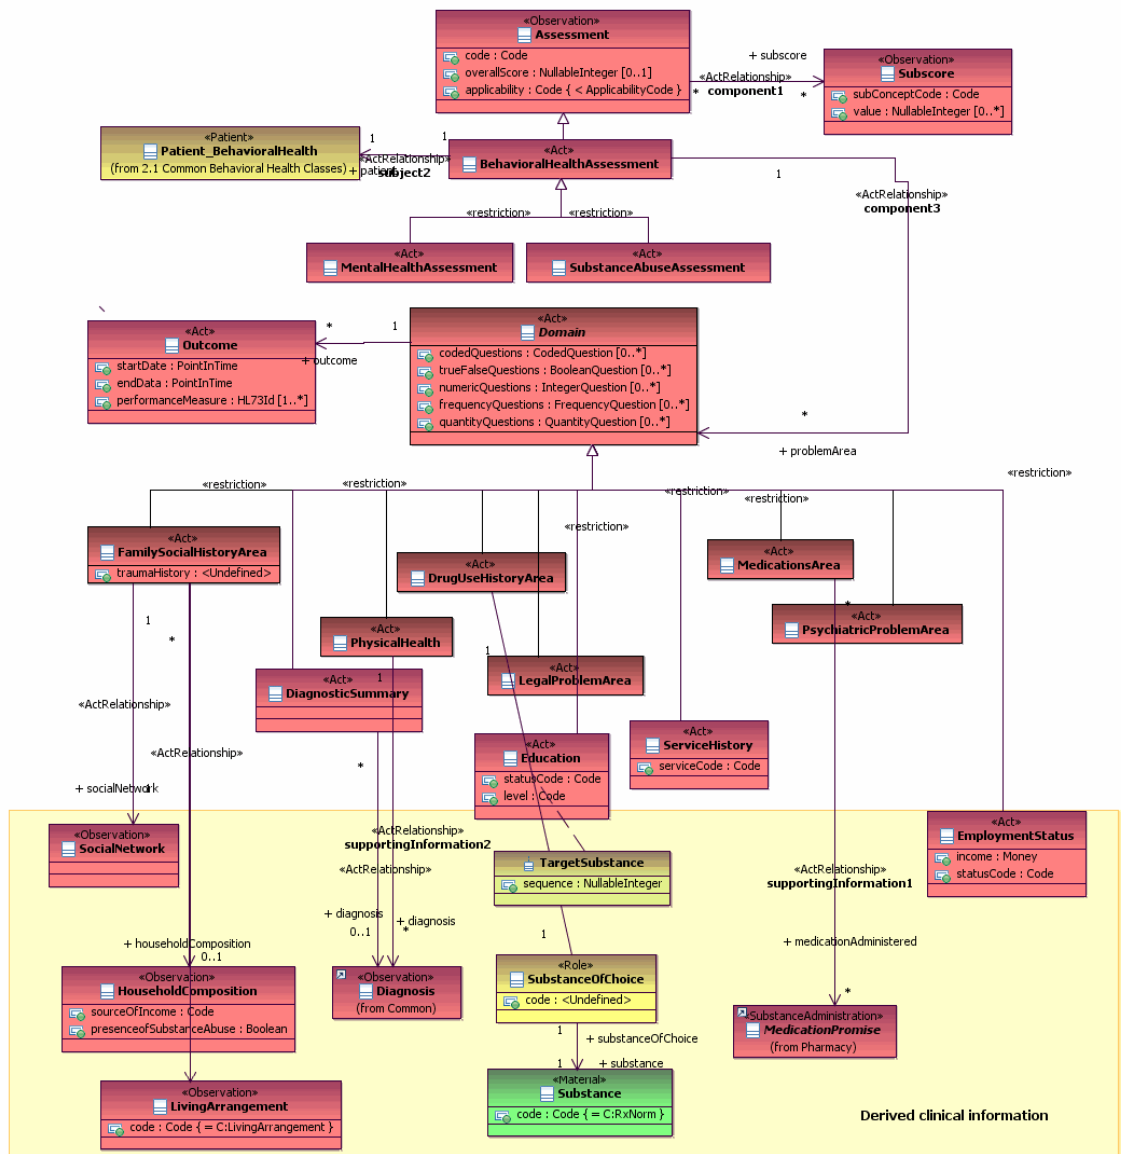 «Observation»
Assessment
code : Code
overallScore : NullableInteger [0..1]
applicability : Code { < ApplicabilityCode }
+ subscore
«ActRelationship»
component1
*
*
«Observation»
Subscore
subConceptCode : Code
value : NullableInteger [0..*]
«Patient»
Patient_BehavioralHealth
(from 2.1 Common Behavioral Health Classes)
1
1
«ActRelationship»
+ patient
subject2
«Act»
BehavioralHealthAssessment
1
«ActRelationship»
component3
«restriction»
«restriction»
«Act»
MentalHealthAssessment
«Act»
SubstanceAbuseAssessment
«Act»
Outcome
startDate : PointInTime
endData : PointInTime
performanceMeasure : HL73Id [1..*]
*
1
+ outcome
«Act»
Domain
codedQuestions : CodedQuestion [0..*]
trueFalseQuestions : BooleanQuestion [0..*]
numericQuestions : IntegerQuestion [0..*]
frequencyQuestions : FrequencyQuestion [0..*]
quantityQuestions : QuantityQuestion [0..*]
*
+ problemArea
«restriction»
«restriction»
«restriction»
«restriction»
«restriction»
«restriction»
«Act»
FamilySocialHistoryArea
traumaHistory : <Undefined>
«Act»
DrugUseHistoryArea
«Act»
MedicationsArea
«Act»
PhysicalHealth
«Act»
PsychiatricProblemArea
*
1
*
1
«Act»
LegalProblemArea
«Act»
DiagnosticSummary
1
«ActRelationship»
«Act»
Education
statusCode : Code
level : Code
«Act»
ServiceHistory
serviceCode : Code
«ActRelationship»
*
+ socialNetwork
1
«Observation»
SocialNetwork
«ActRelationship»
supportingInformation2
«ActRelationship»
TargetSubstance
sequence : NullableInteger
«ActRelationship»
supportingInformation1
«Act»
EmploymentStatus
income : Money
statusCode : Code
+ diagnosis
0..1
+ diagnosis
*
1
+ householdComposition
0..1
+ medicationAdministered
*
«Observation»
HouseholdComposition
sourceOfIncome : Code
presenceofSubstanceAbuse : Boolean
«Observation»
Diagnosis
(from Common)
«Role»
SubstanceOfChoice
code : <Undefined>
«SubstanceAdministration»
MedicationPromise
(from Pharmacy)
1
+ substanceOfChoice
1
+ substance
«Observation»
LivingArrangement
code : Code { = C:LivingArrangement }
«Material»
Substance
code : Code { = C:RxNorm }
Derived clinical information